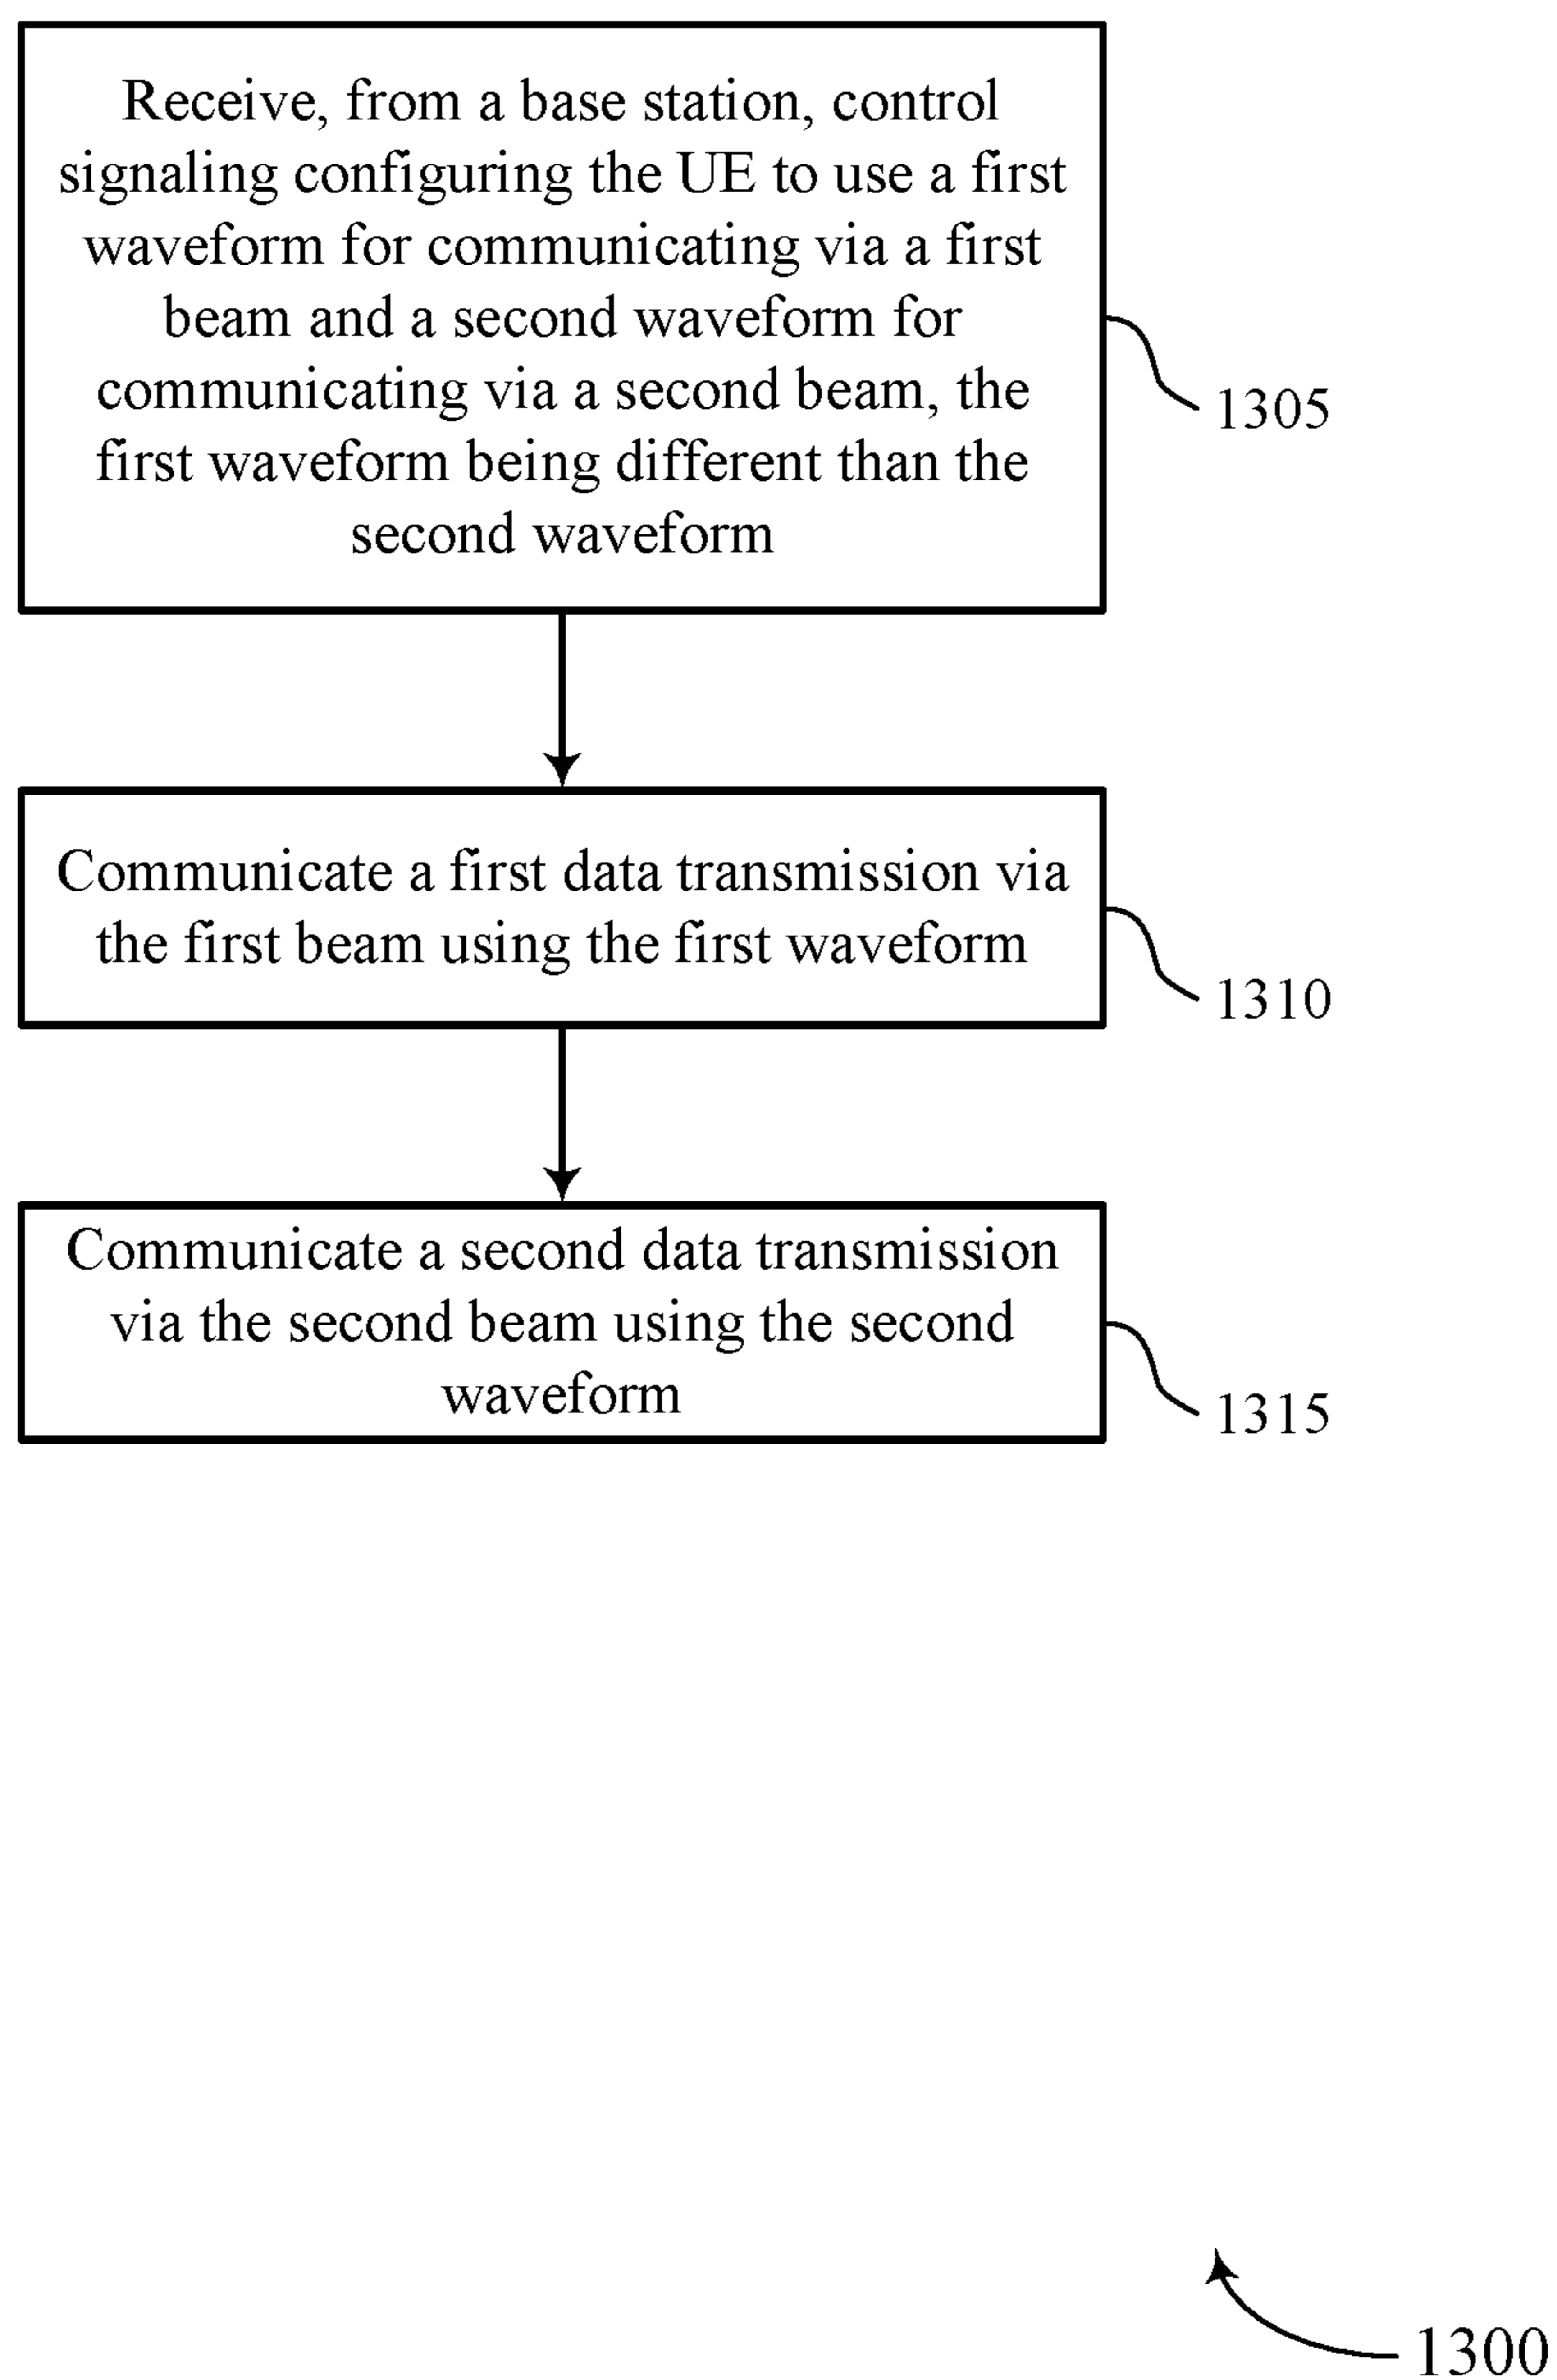 Receive, from a base station, control
signaling configuring the UE to use a first
waveform for communicating via a first
beam and a second waveform for
communicating via a second beam, the
first waveform being different than the
second waveform
1305
Communicate a first data transmission via
the first beam using the first waveform
1310
Communicate a second data transmission
via the second beam using the second
waveform
1315
1300